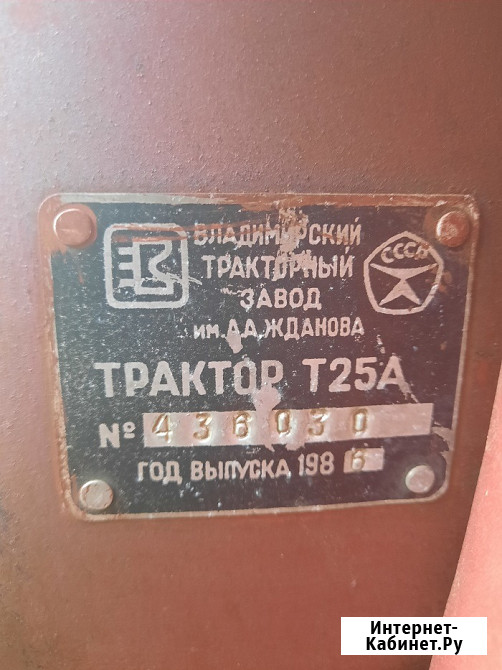 ВЛАДИМИРСКИЙ
ТРАКТОРНЫЙ
ЗАВОД
ИМ. А.А. ЖДАНОВА
СССР
ТРАКТОР Т25А
№ 436030
ГОД ВЫПУСКА 1986
Интернет-
Кабинет.Ру